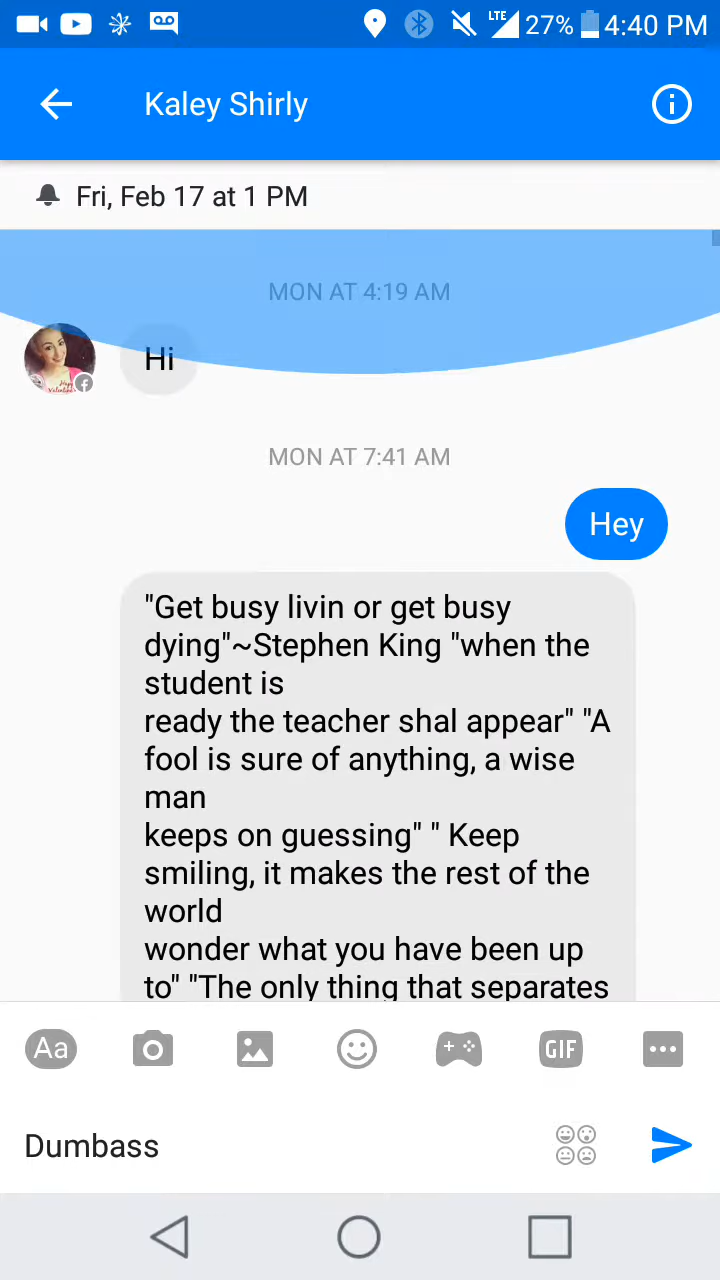 LTE 27% 4:40 PM
Kaley Shirly
Fri, Feb 17 at 1 PM
MON AT 4:19 AM
Hi
MON AT 7:41 AM
Hey
"Get busy livin or get busy
dying"~Stephen King "when the
student is
ready the teacher shal appear" "A
fool is sure of anything, a wise
man
keeps on guessing" " Keep
smiling, it makes the rest of the
world
wonder what you have been up
to" "The only thing that separates
Aa GIF
Dumbass